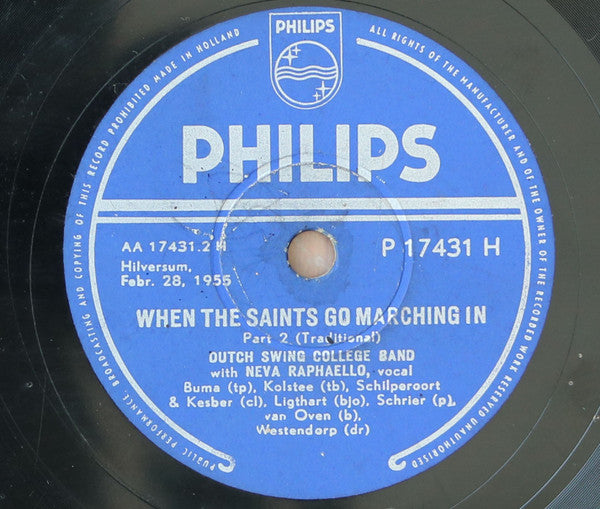 PHILIPS
PUBLIC PERFORMANCE BROADCASTING AND COPYING OF THIS RECORD PROHIBITED MADE IN HOLLAND
ALL RIGHTS OF THE MANUFACTURER AND OF THE OWNER OF THE RECORDED WORK RESERVED UNAUTHORISED
PHILIPS
AA 17431.2 H
P 17431 H
Hilversum,
Febr. 28, 1955
WHEN THE SAINTS GO MARCHING IN
Part 2 (Traditional)
DUTCH SWING COLLEGE BAND
with NEVA RAPHAELLO, vocal
Buma (tp), Kolstee (tb), Schilperoort
& Kesber (cl), Ligthart (bjo), Schrier (p),
van Oven (b),
Westendorp (dr)